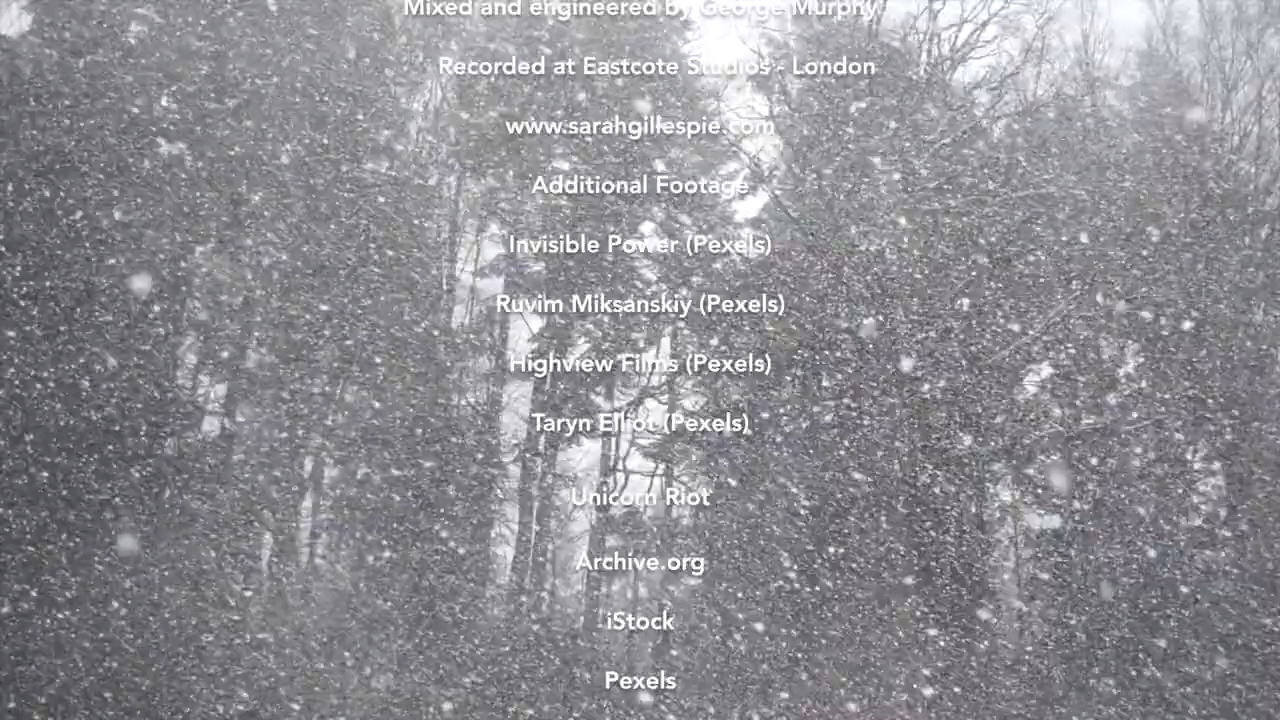 Mixed and engineered by George Murphy
Recorded at Eastcote Studios - London
www.sarahgillespie.com
Additional Footage
Invisible Power (Pexels)
Ruvim Miksanskiy (Pexels)
Highview Films (Pexels)
Taryn Elliot (Pexels)
Unicorn Riot
Archive.org
iStock
Pexels